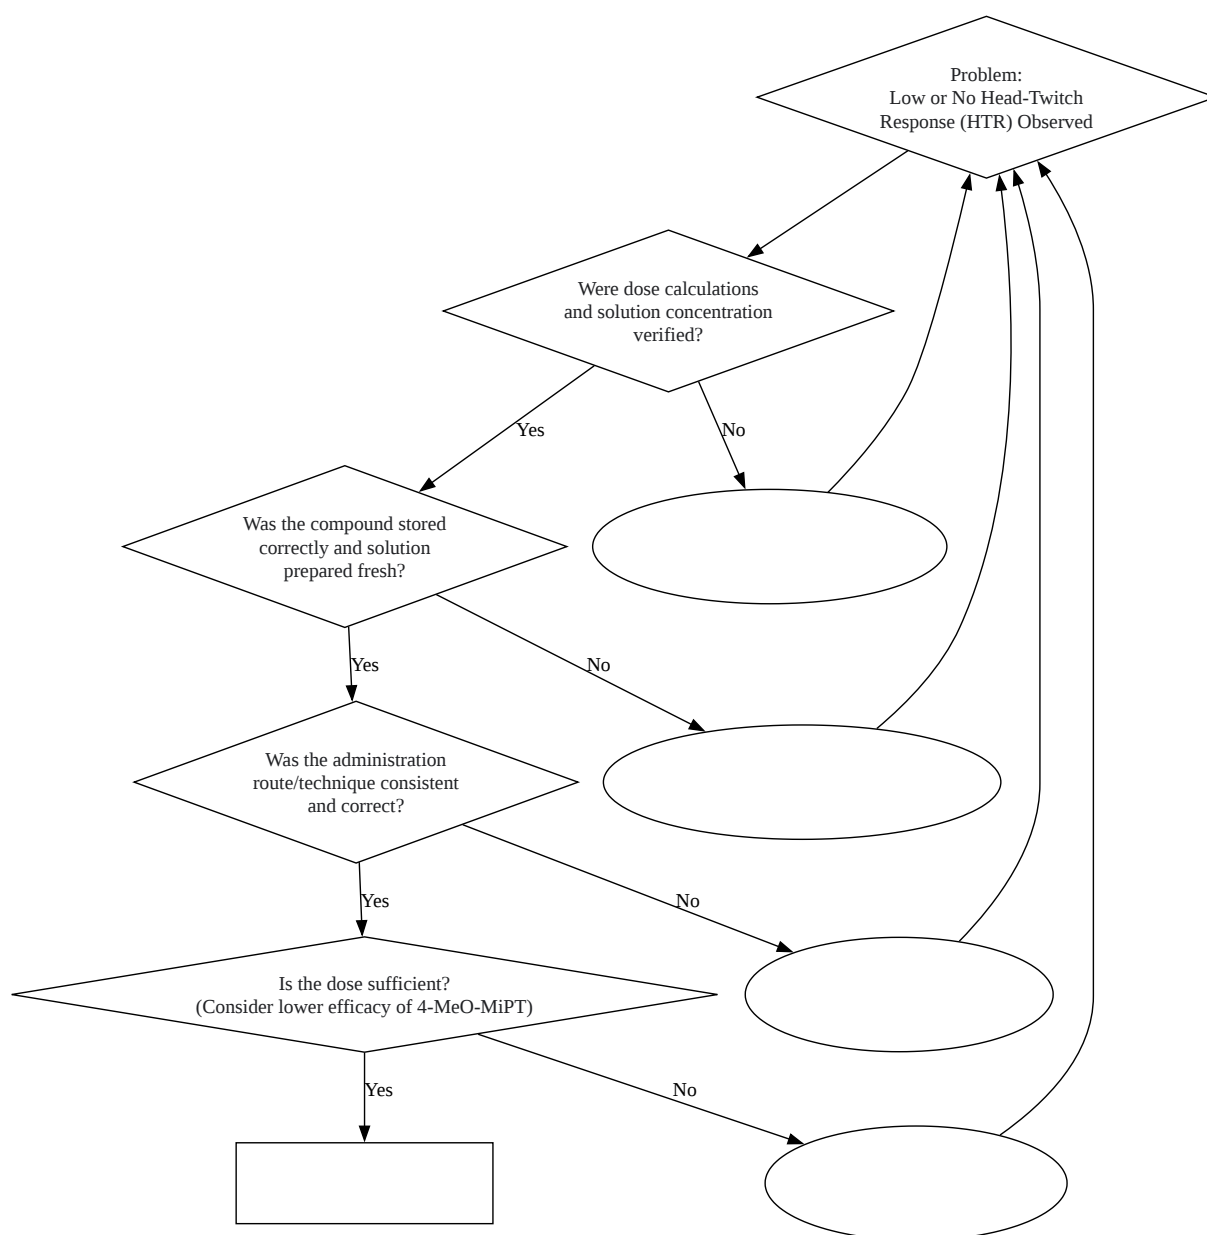 Problem:
Low or No Head-Twitch
Response (HTR) Observed
Were dose calculations
and solution concentration
verified?
Yes
No
Was the compound stored
correctly and solution
prepared fresh?
Yes
No
Was the administration
route/technique consistent
and correct?
Yes
No
Is the dose sufficient?
(Consider lower efficacy of 4-MeO-MiPT)
Yes
No